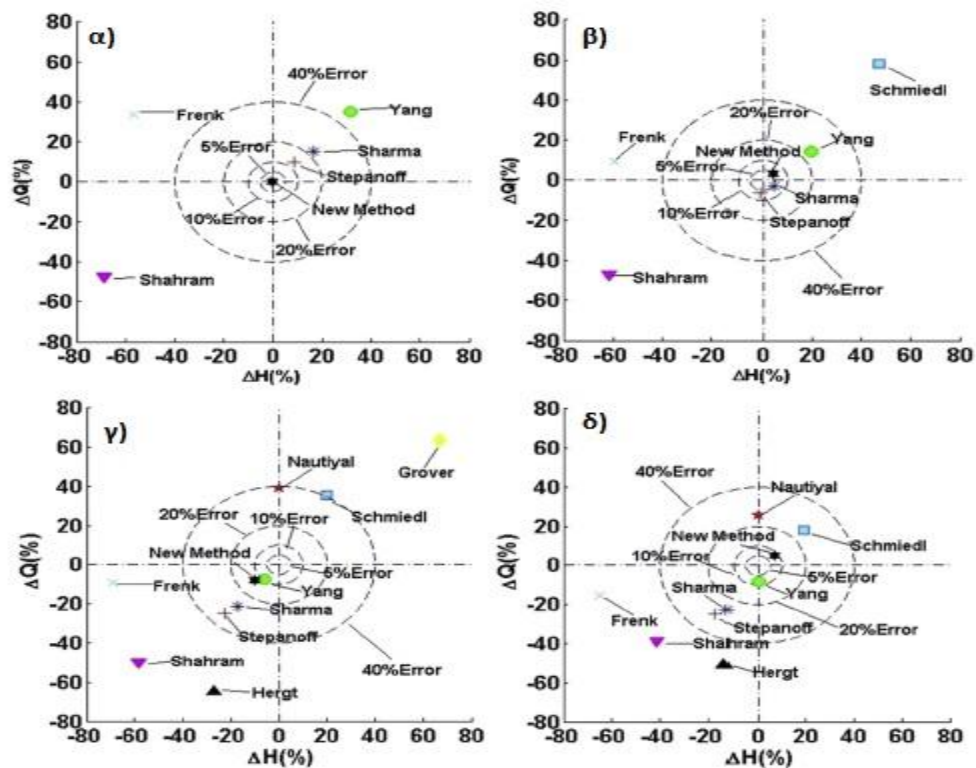 α)
80
60
40
20
0
-20
-40
-60
-80
ΔQ(%)
40%Error
Frenk
Yang
5%Error
Sharma
Stepanoff
10%Error
New Method
20%Error
Shahram
-80 -60 -40 -20 0 20 40 60 80
ΔH(%)
β)
80
60
40
20
0
-20
-40
-60
-80
ΔQ(%)
Schmiedl
20%Error
Frenk
Yang
New Method
5%Error
Sharma
10%Error
Stepanoff
Shahram
40%Error
-80 -60 -40 -20 0 20 40 60 80
ΔH(%)
γ)
80
60
40
20
0
-20
-40
-60
-80
ΔQ(%)
Grover
Nautiyal
Schmiedl
20%Error
10%Error
New Method
5%Error
Frenk
Yang
Sharma
Stepanoff
Shahram
40%Error
Hergt
-80 -60 -40 -20 0 20 40 60 80
ΔH(%)
δ)
80
60
40
20
0
-20
-40
-60
-80
ΔQ(%)
40%Error
Nautiyal
New Method
Schmiedl
10%Error
5%Error
Sharma
Yang
Frenk
Stepanoff
20%Error
Shahram
Hergt
-80 -60 -40 -20 0 20 40 60 80
ΔH(%)